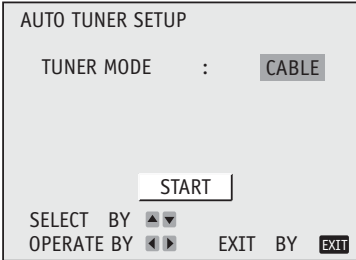 AUTO TUNER SETUP
TUNER MODE : CABLE
START
SELECT BY ▲▼
OPERATE BY ◀▶ EXIT BY EXIT